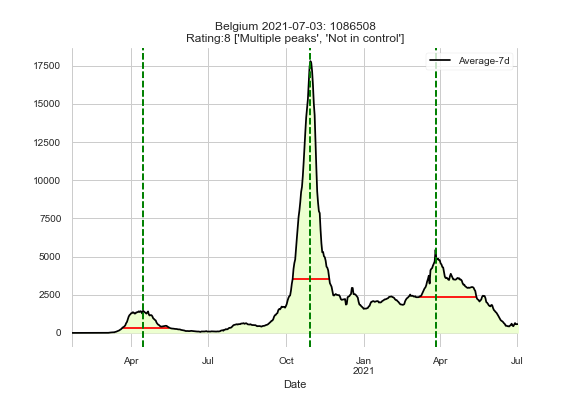 Belgium 2021-07-03: 1086508
Rating:8 ['Multiple peaks', 'Not in control']
Average-7d
17500
15000
12500
10000
7500
5000
2500
0
Apr
Jul
Oct
Jan
2021
Apr
Jul
Date